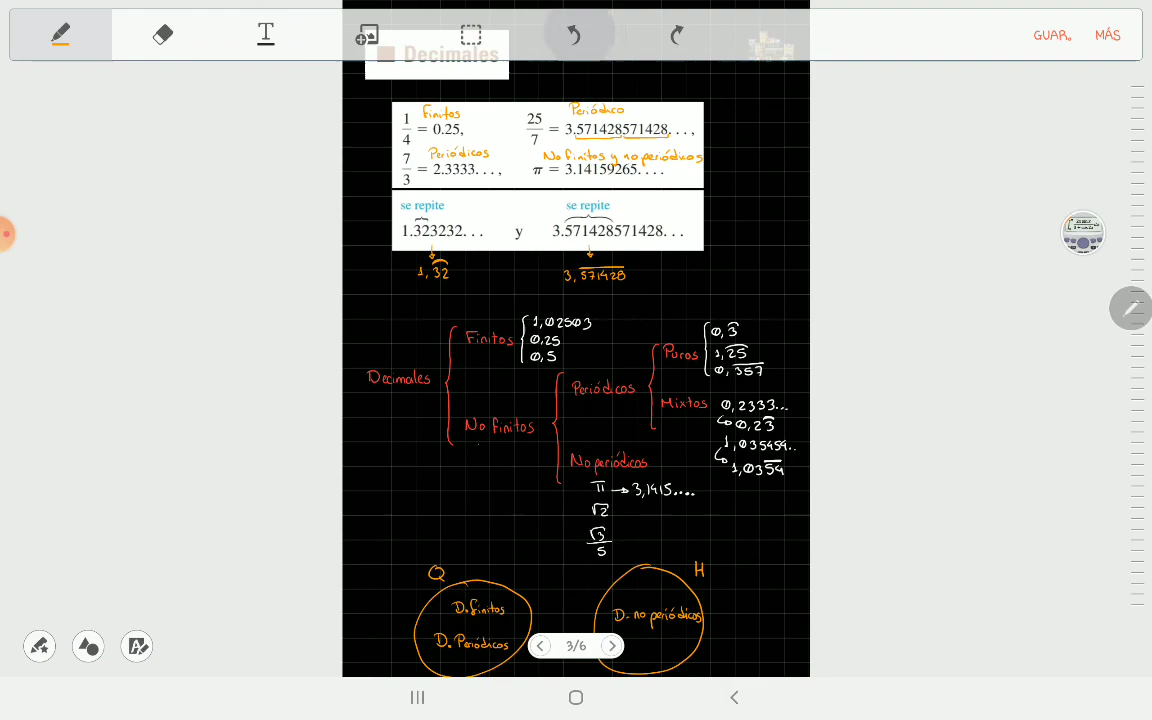 T
GUAR.
MÁS
Decimales
Finitos
1/4 = 0.25,
Periódico
25/7 = 3.571428571428...,
Periódicos
7/3 = 2.3333...,
No finitos y no periódicos
π = 3.14159265....
se repite
1.323232...
y
se repite
3.571428571428...
1,32
3,571428
Decimales
Finitos
1,02503
0,25
0,5
No finitos
Periódicos
Puros
0,3
1,25
0,357
Mixtos
0,2333...
0,23
1,035454..
1,0354
No periódicos
π → 3,1415....
√2
√3/5
Q
D. finitos
D. Periódicos
H
D. no periódicos
3/6